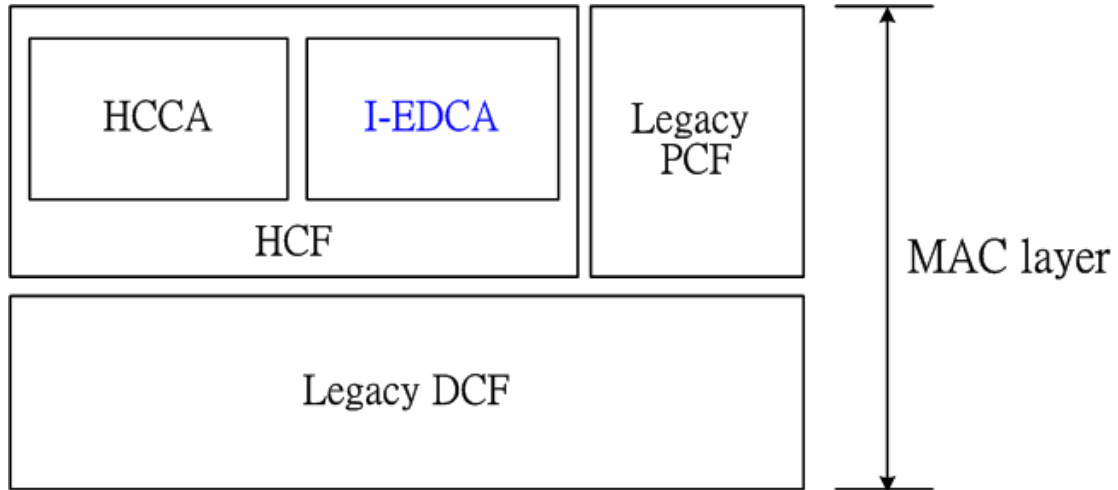 HCCA
I-EDCA
Legacy
PCF
HCF
MAC layer
Legacy DCF